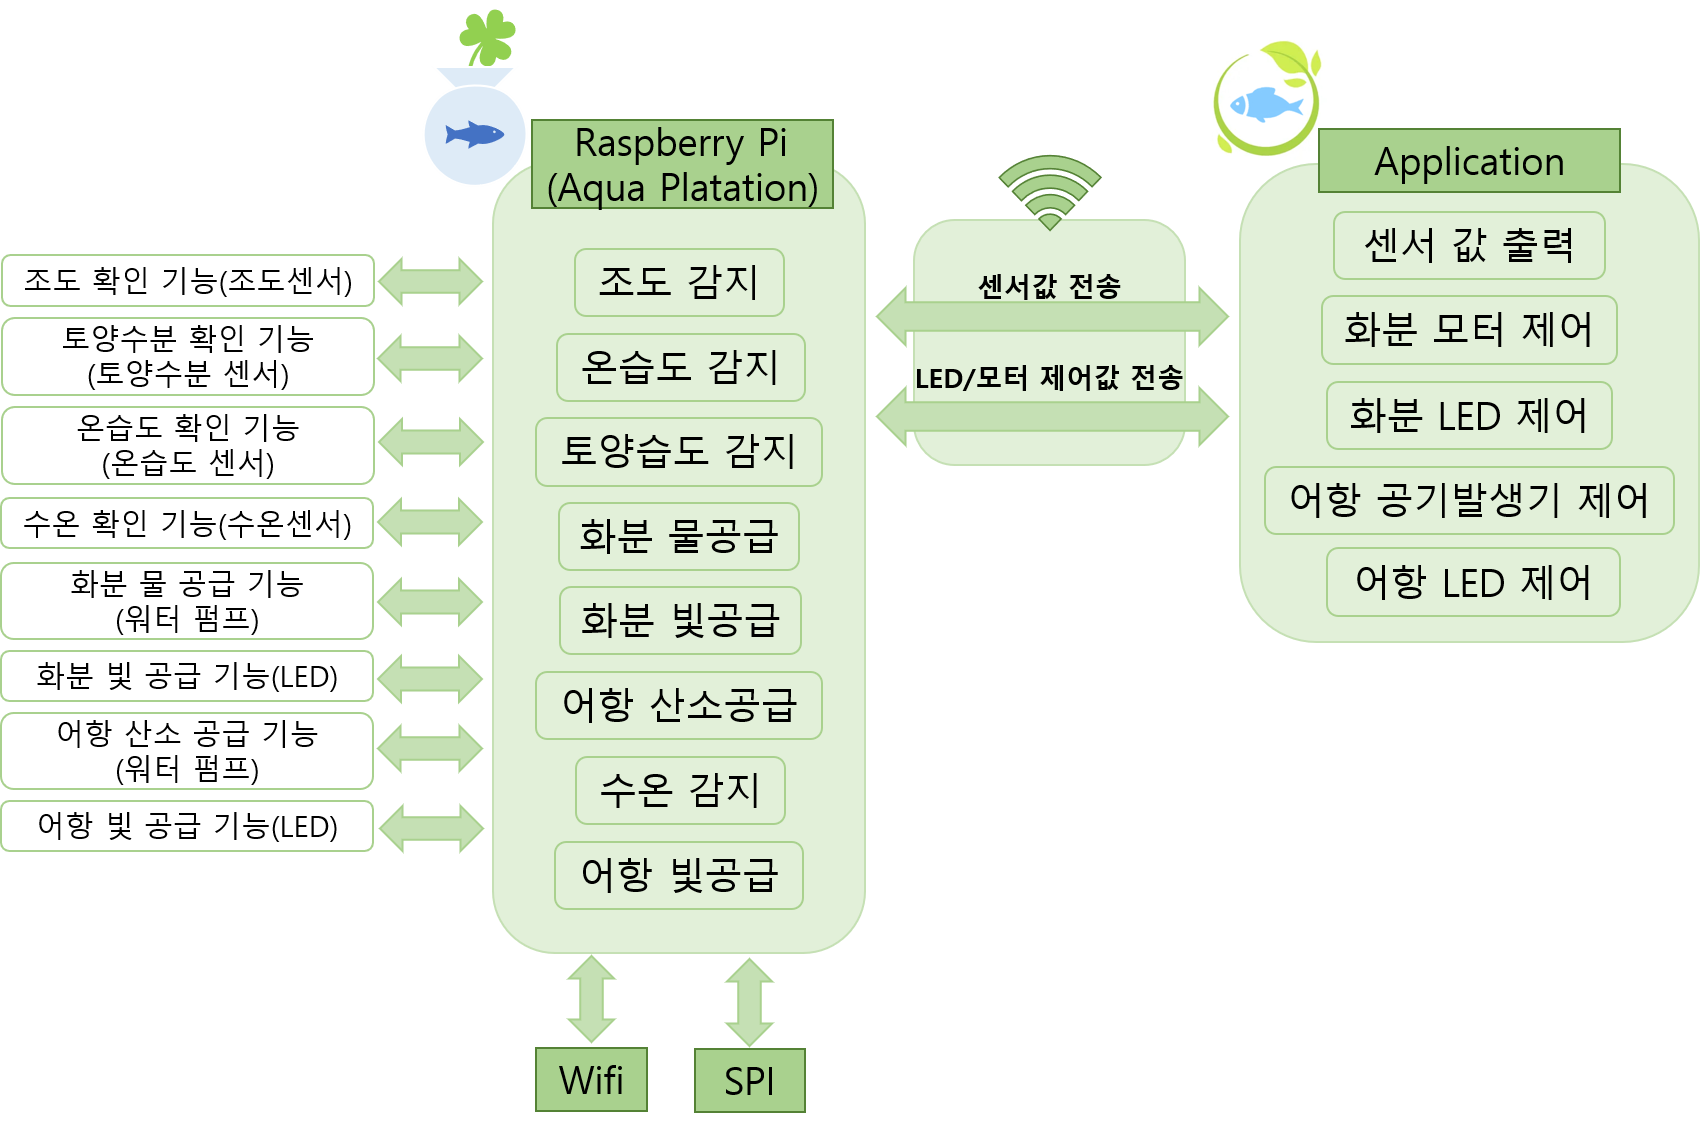 Raspberry Pi
(Aqua Platation)
조도 확인 기능(조도센서)
토양수분 확인 기능
(토양수분 센서)
온습도 확인 기능
(온습도 센서)
수온 확인 기능(수온센서)
화분 물 공급 기능
(워터 펌프)
화분 빛 공급 기능(LED)
어항 산소 공급 기능
(워터 펌프)
어항 빛 공급 기능(LED)
조도 감지
온습도 감지
토양습도 감지
화분 물공급
화분 빛공급
어항 산소공급
수온 감지
어항 빛공급
Wifi
SPI
센서값 전송
LED/모터 제어값 전송
Application
센서 값 출력
화분 모터 제어
화분 LED 제어
어항 공기발생기 제어
어항 LED 제어